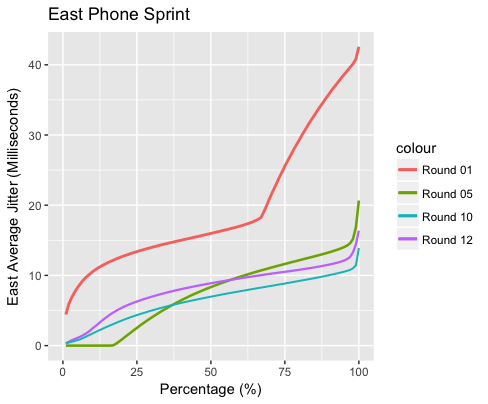 East Phone Sprint
East Average Jitter (Milliseconds)
40
30
20
10
0
0 25 50 75 100
Percentage (%)
colour
Round 01
Round 05
Round 10
Round 12